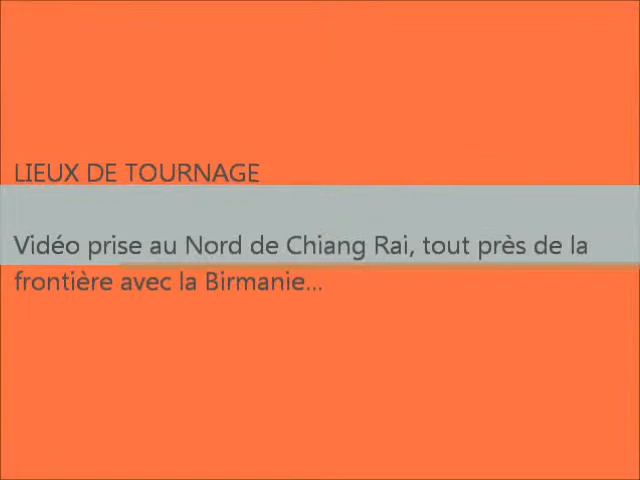 LIEUX DE TOURNAGE
Vidéo prise au Nord de Chiang Rai, tout près de la
frontière avec la Birmanie...